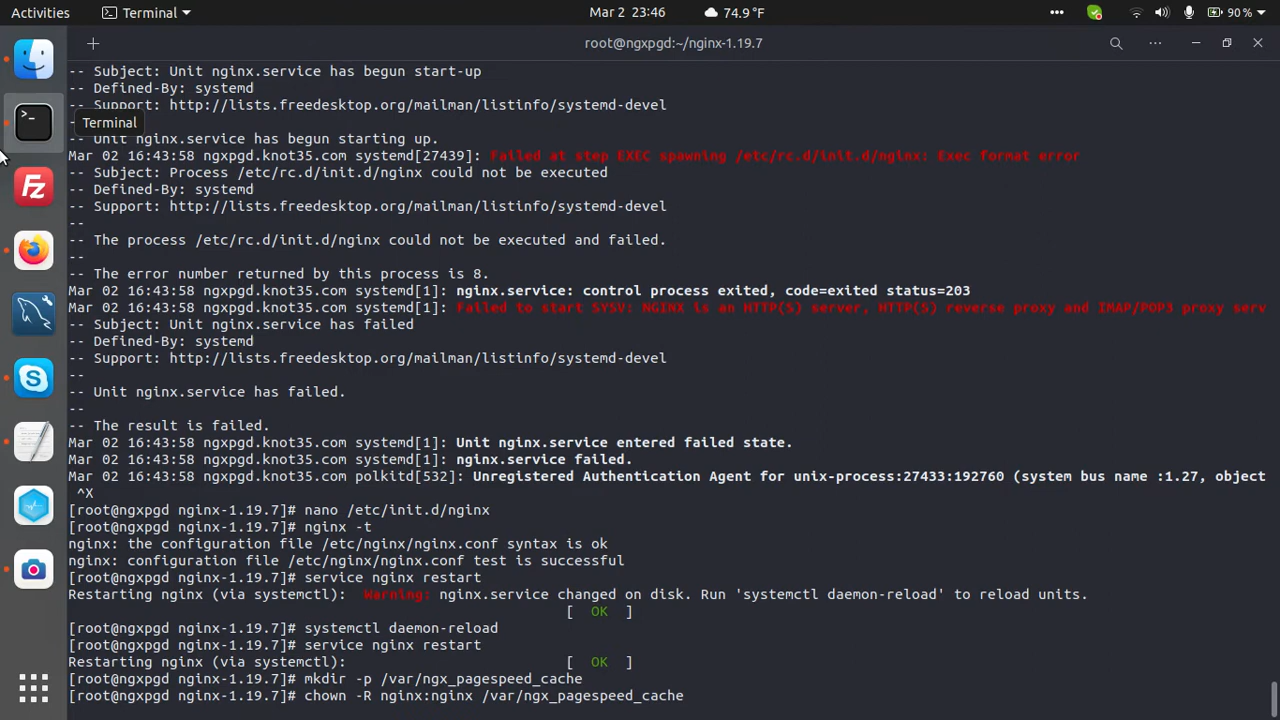 Activities Terminal Mar 2 23:46 74.9 °F 90 %
root@ngxpgd:~/nginx-1.19.7
-- Subject: Unit nginx.service has begun start-up
-- Defined-By: systemd
-- Support: http://lists.freedesktop.org/mailman/listinfo/systemd-devel
Terminal
-- Unit nginx.service has begun starting up.
Mar 02 16:43:58 ngxpgd.knot35.com systemd[27439]: Failed at step EXEC spawning /etc/rc.d/init.d/nginx: Exec format error
-- Subject: Process /etc/rc.d/init.d/nginx could not be executed
-- Defined-By: systemd
-- Support: http://lists.freedesktop.org/mailman/listinfo/systemd-devel
--
-- The process /etc/rc.d/init.d/nginx could not be executed and failed.
--
-- The error number returned by this process is 8.
Mar 02 16:43:58 ngxpgd.knot35.com systemd[1]: nginx.service: control process exited, code=exited status=203
Mar 02 16:43:58 ngxpgd.knot35.com systemd[1]: Failed to start SYSV: NGINX is an HTTP(S) server, HTTP(S) reverse proxy and IMAP/POP3 proxy serv
-- Subject: Unit nginx.service has failed
-- Defined-By: systemd
-- Support: http://lists.freedesktop.org/mailman/listinfo/systemd-devel
--
-- Unit nginx.service has failed.
--
-- The result is failed.
Mar 02 16:43:58 ngxpgd.knot35.com systemd[1]: Unit nginx.service entered failed state.
Mar 02 16:43:58 ngxpgd.knot35.com systemd[1]: nginx.service failed.
Mar 02 16:43:58 ngxpgd.knot35.com polkitd[532]: Unregistered Authentication Agent for unix-process:27433:192760 (system bus name :1.27, object
^X
[root@ngxpgd nginx-1.19.7]# nano /etc/init.d/nginx
[root@ngxpgd nginx-1.19.7]# nginx -t
nginx: the configuration file /etc/nginx/nginx.conf syntax is ok
nginx: configuration file /etc/nginx/nginx.conf test is successful
[root@ngxpgd nginx-1.19.7]# service nginx restart
Restarting nginx (via systemctl):  Warning: nginx.service changed on disk. Run 'systemctl daemon-reload' to reload units.
[  OK  ]
[root@ngxpgd nginx-1.19.7]# systemctl daemon-reload
[root@ngxpgd nginx-1.19.7]# service nginx restart
Restarting nginx (via systemctl):                          [  OK  ]
[root@ngxpgd nginx-1.19.7]# mkdir -p /var/ngx_pagespeed_cache
[root@ngxpgd nginx-1.19.7]# chown -R nginx:nginx /var/ngx_pagespeed_cache